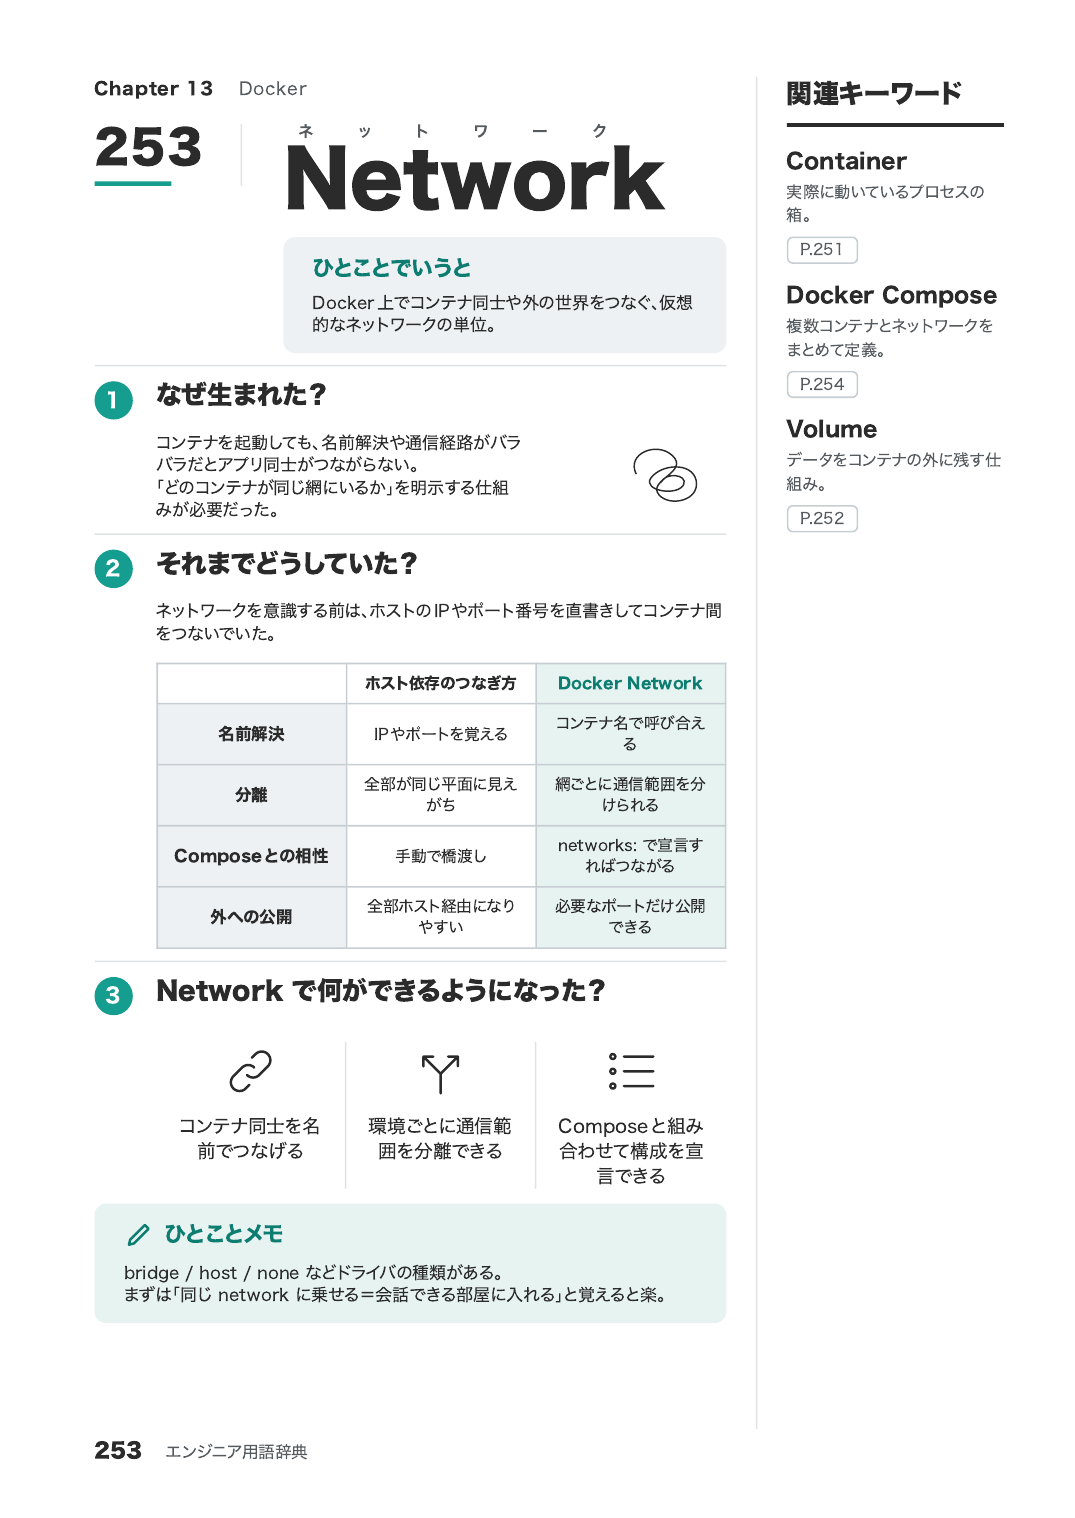 Chapter 13 Docker
253
ネットワーク
Network
ひとことでいうと
Docker上でコンテナ同士や外の世界をつなぐ、仮想
的なネットワークの単位。
1 なぜ生まれた？
コンテナを起動しても、名前解決や通信経路がバラ
バラだとアプリ同士がつながらない。
「どのコンテナが同じ網にいるか」を明示する仕組
みが必要だった。
2 それまでどうしていた？
ネットワークを意識する前は、ホストのIPやポート番号を直書きしてコンテナ間
をつないでいた。
ホスト依存のつなぎ方 Docker Network
名前解決 IPやポートを覚える コンテナ名で呼び合え
る
分離 全部が同じ平面に見え
がち 網ごとに通信範囲を分
けられる
Composeとの相性 手動で橋渡し networks: で宣言す
ればつながる
外への公開 全部ホスト経由になり
やすい 必要なポートだけ公開
できる
3 Network で何ができるようになった？
コンテナ同士を名
前でつなげる
環境ごとに通信範
囲を分離できる
Composeと組み
合わせて構成を宣
言できる
ひとことメモ
bridge / host / none などドライバの種類がある。
まずは「同じ network に乗せる＝会話できる部屋に入れる」と覚えると楽。
253 エンジニア用語辞典
関連キーワード
Container
実際に動いているプロセスの
箱。
P.251
Docker Compose
複数コンテナとネットワークを
まとめて定義。
P.254
Volume
データをコンテナの外に残す仕
組み。
P.252